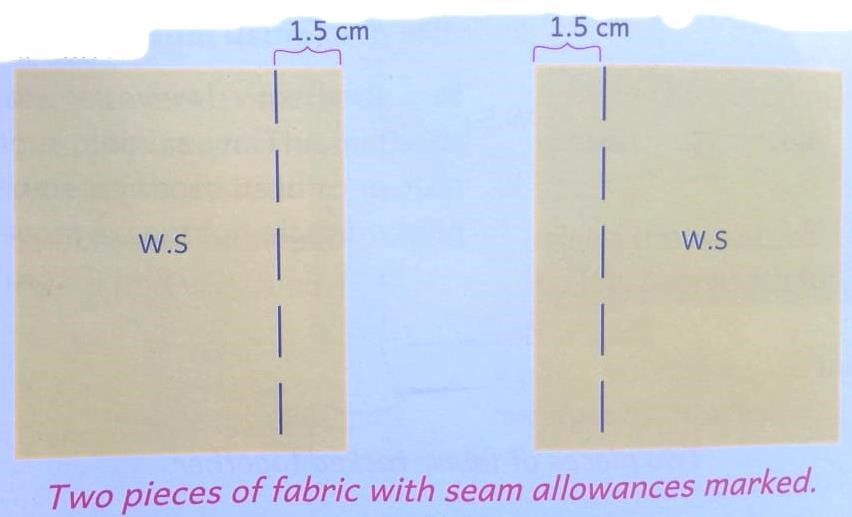 1.5 cm 1.5 cm
W.S W.S
Two pieces of fabric with seam allowances marked.